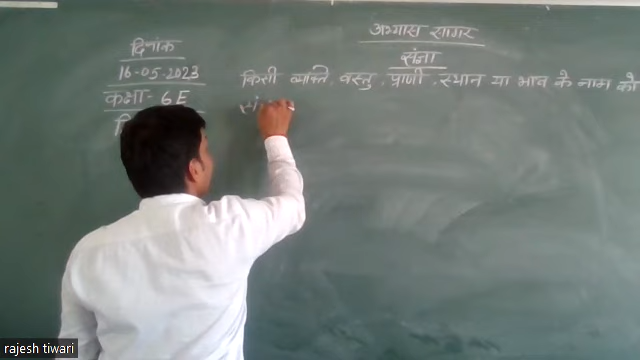 अभ्यास सागर
संज्ञा
दिनांक
16-05-2023
कक्षा - 6E
किसी व्यक्ति, वस्तु, प्राणी, स्थान या भाव के नाम को
rajesh tiwari